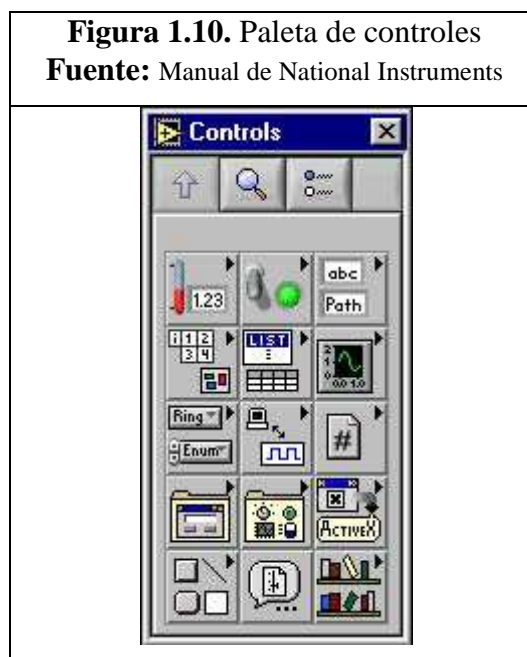 Figura 1.10. Paleta de controles
Fuente: Manual de National Instruments
Controls
1.23
abc
Path
1 2
3 4
LIST
2
1
0
0.0 1.0
Ring
Enum
#
ACTIVEX